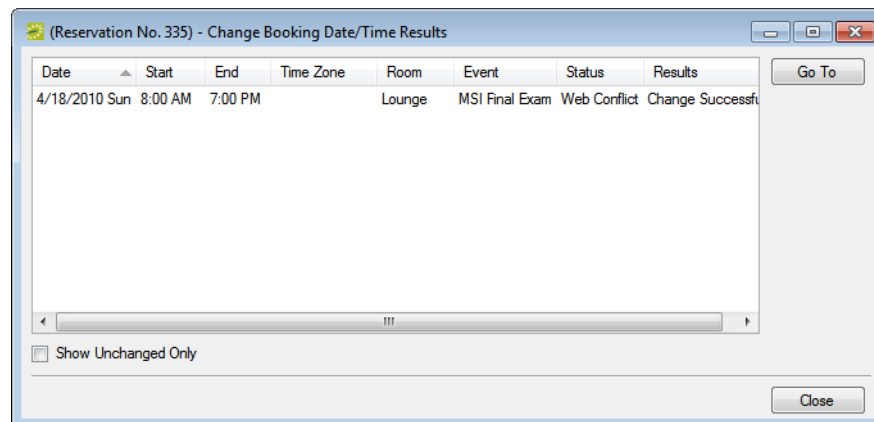 (Reservation No. 335) - Change Booking Date/Time Results
Date Start End Time Zone Room Event Status Results
Go To
4/18/2010 Sun 8:00 AM 7:00 PM Lounge MSI Final Exam Web Conflict Change Successfu
Show Unchanged Only
Close